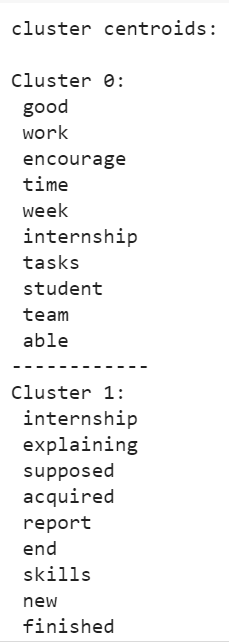 cluster centroids:
Cluster 0:
good
work
encourage
time
week
internship
tasks
student
team
able
------------
Cluster 1:
internship
explaining
supposed
acquired
report
end
skills
new
finished